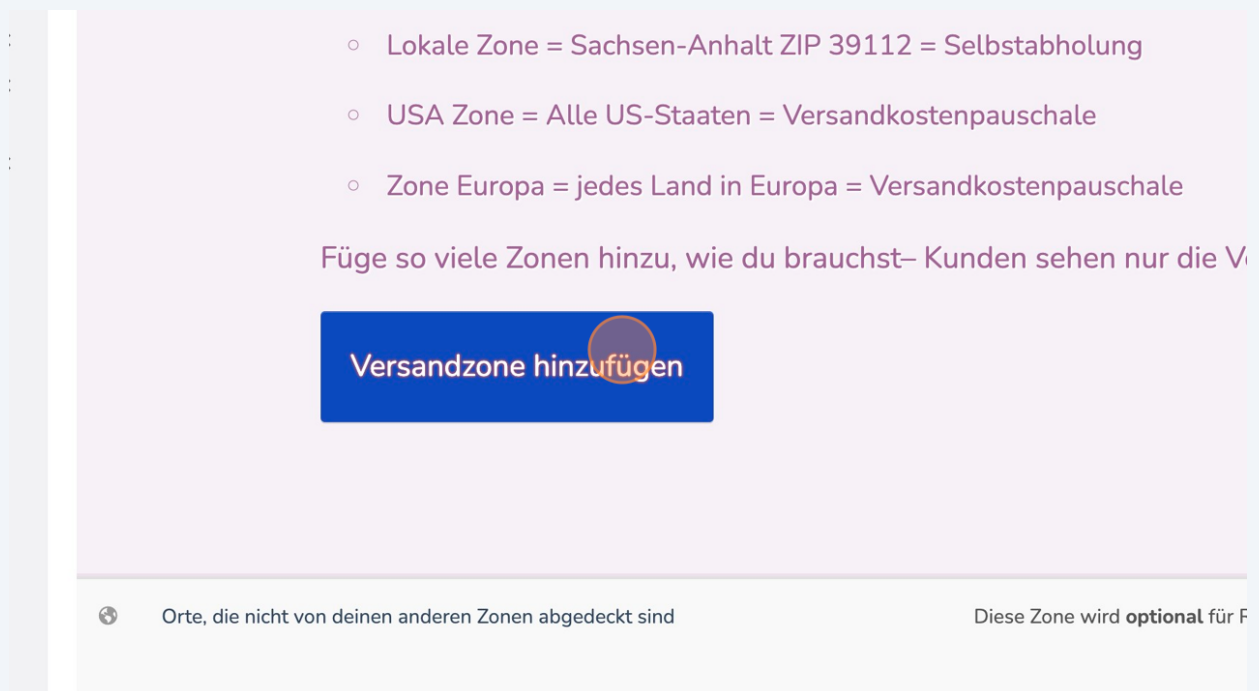 Lokale Zone = Sachsen-Anhalt ZIP 39112 = Selbstabholung
USA Zone = Alle US-Staaten = Versandkostenpauschale
Zone Europa = jedes Land in Europa = Versandkostenpauschale
Füge so viele Zonen hinzu, wie du brauchst– Kunden sehen nur die
Versandzone hinzufügen
Orte, die nicht von deinen anderen Zonen abgedeckt sind
Diese Zone wird optional für